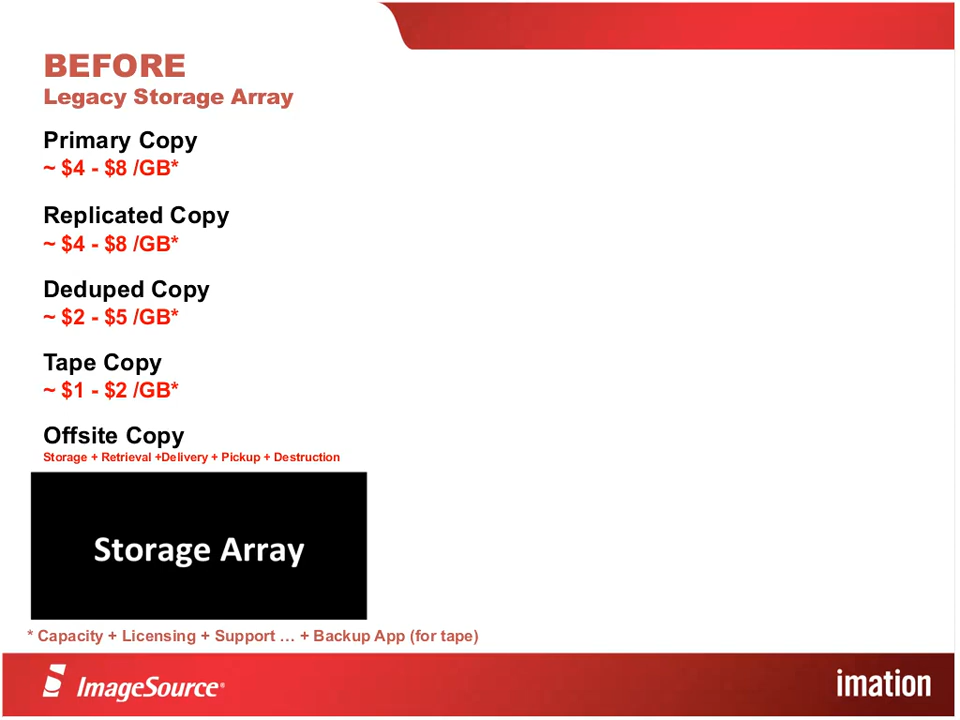 BEFORE
Legacy Storage Array
Primary Copy
~ $4 - $8 /GB*
Replicated Copy
~ $4 - $8 /GB*
Deduped Copy
~ $2 - $5 /GB*
Tape Copy
~ $1 - $2 /GB*
Offsite Copy
Storage + Retrieval +Delivery + Pickup + Destruction
Storage Array
* Capacity + Licensing + Support … + Backup App (for tape)
ImageSource®
imation